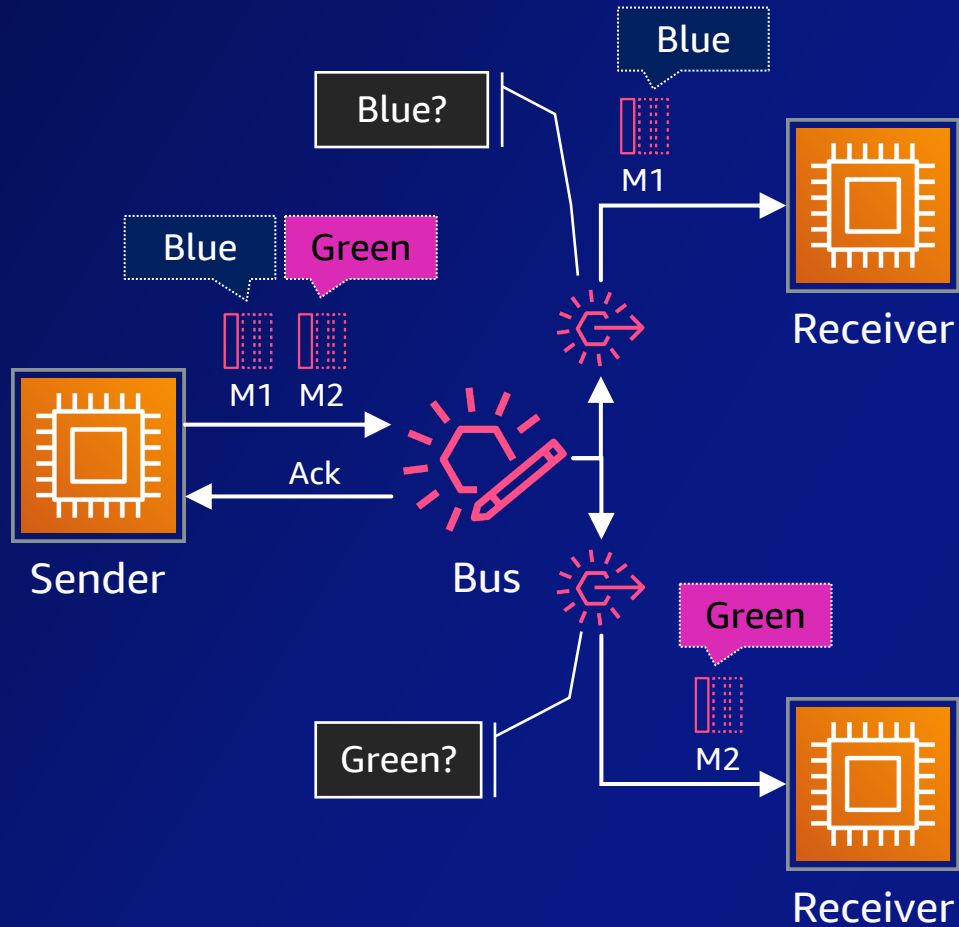 Blue
Blue?
M1
Blue
Green
Receiver
M1
M2
Ack
Sender
Bus
Green
Green?
M2
Receiver